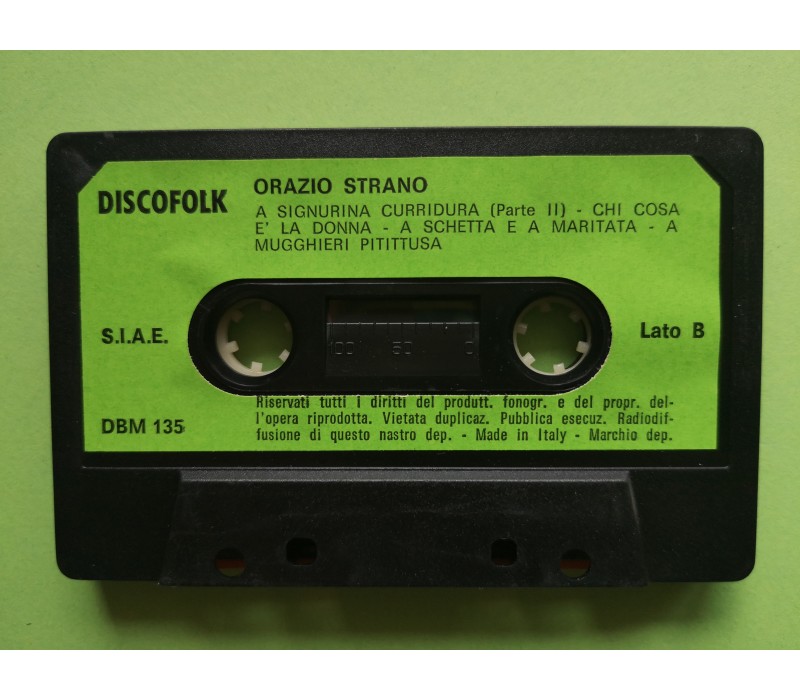 DISCOFOLK
ORAZIO STRANO
A SIGNURINA CURRIDURA (Parte II) - CHI COSA
E' LA DONNA - A SCHETTA E A MARITATA - A
MUGGHIERI PITITTUSA
S.I.A.E.
100 50 0
Lato B
DBM 135
Riservati tutti i diritti del produtt. fonogr. e del propr. del-
l'opera riprodotta. Vietata duplicaz. Pubblica esecuz. Radiodif-
fusione di questo nastro dep. - Made in Italy - Marchio dep.